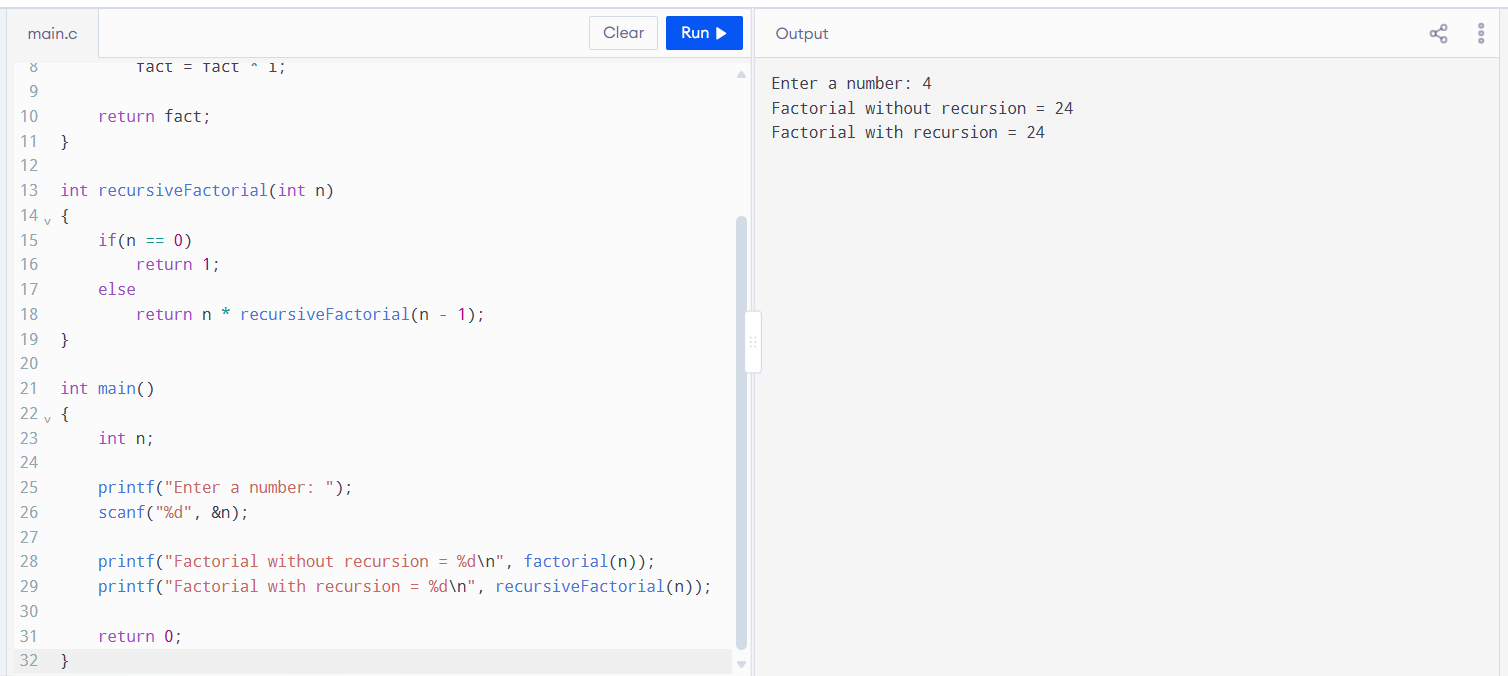 main.c
Clear
Run
Output
8 fact = fact * i;
9
10 return fact;
11 }
12
13 int recursiveFactorial(int n)
14 {
15 if(n == 0)
16 return 1;
17 else
18 return n * recursiveFactorial(n - 1);
19 }
20
21 int main()
22 {
23 int n;
24
25 printf("Enter a number: ");
26 scanf("%d", &n);
27
28 printf("Factorial without recursion = %d\n", factorial(n));
29 printf("Factorial with recursion = %d\n", recursiveFactorial(n));
30
31 return 0;
32 }
Enter a number: 4
Factorial without recursion = 24
Factorial with recursion = 24